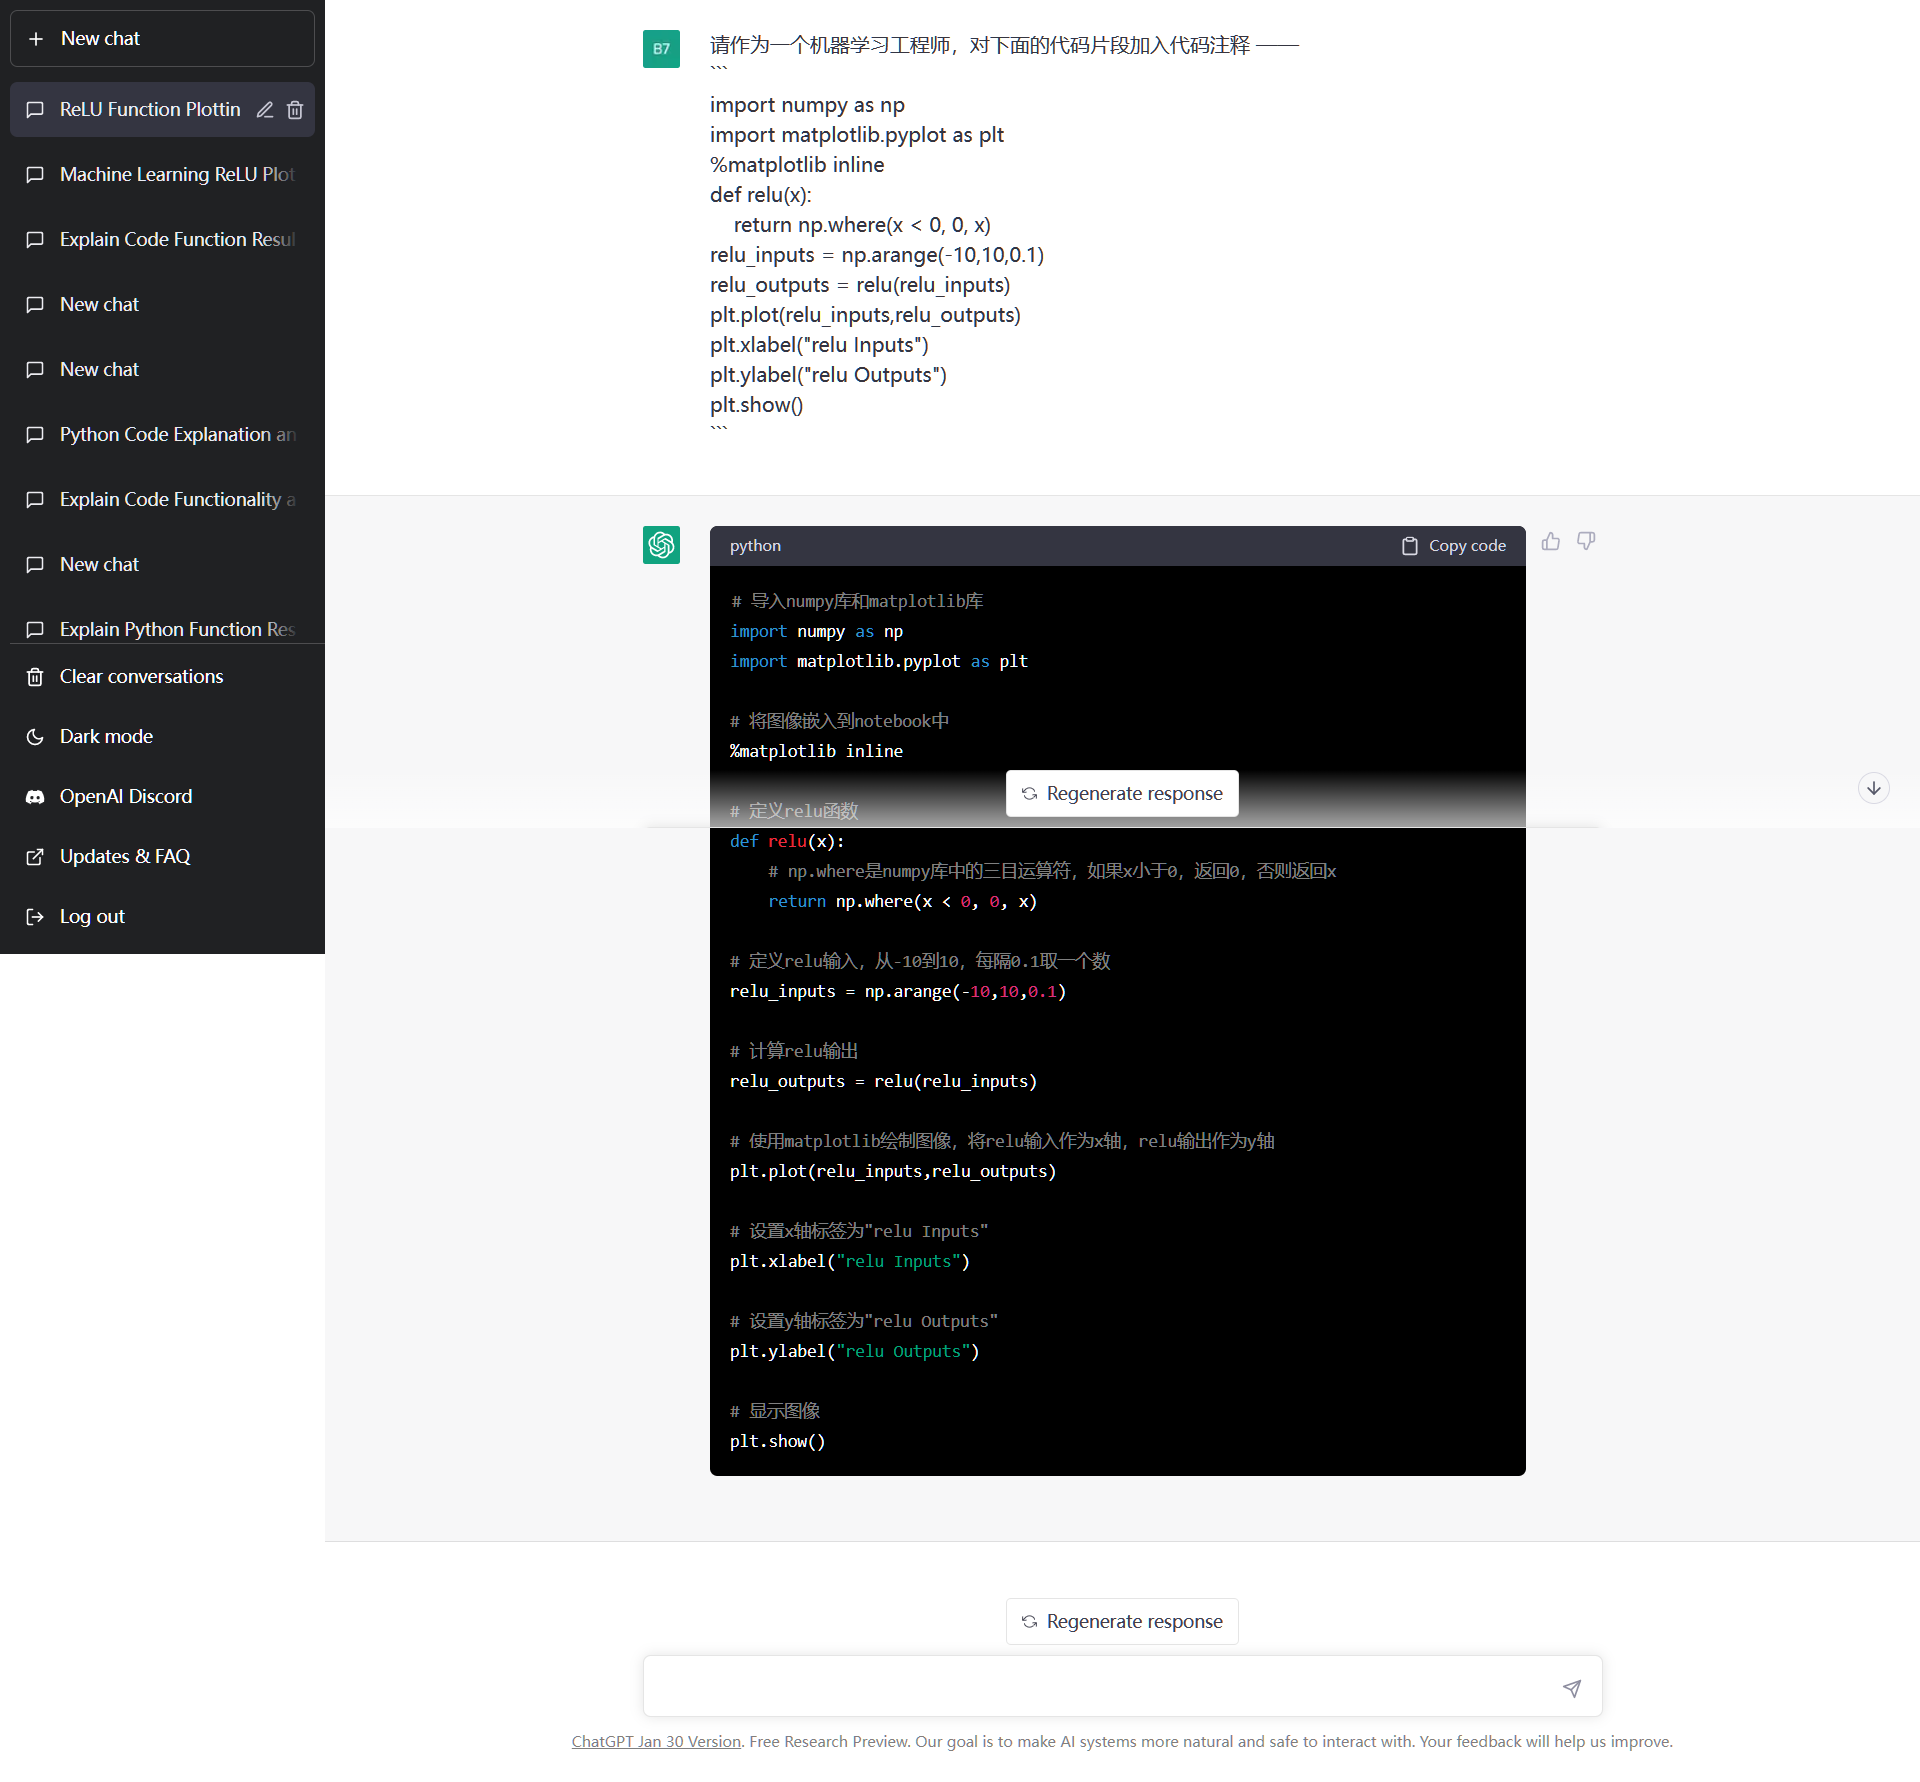 New chat
ReLU Function Plottin
Machine Learning ReLU Plot
Explain Code Function Resul
New chat
New chat
Python Code Explanation an
Explain Code Functionality a
New chat
Explain Python Function Res
Clear conversations
Dark mode
OpenAI Discord
Updates & FAQ
Log out
B7
请作为一个机器学习工程师，对下面的代码片段加入代码注释 ——
```
import numpy as np
import matplotlib.pyplot as plt
%matplotlib inline
def relu(x):
    return np.where(x < 0, 0, x)
relu_inputs = np.arange(-10,10,0.1)
relu_outputs = relu(relu_inputs)
plt.plot(relu_inputs,relu_outputs)
plt.xlabel("relu Inputs")
plt.ylabel("relu Outputs")
plt.show()
```
python
Copy code
# 导入numpy库和matplotlib库
import numpy as np
import matplotlib.pyplot as plt
# 将图像嵌入到notebook中
%matplotlib inline
Regenerate response
# 定义relu函数
def relu(x):
    # np.where是numpy库中的三目运算符，如果x小于0，返回0，否则返回x
    return np.where(x < 0, 0, x)
# 定义relu输入，从-10到10，每隔0.1取一个数
relu_inputs = np.arange(-10,10,0.1)
# 计算relu输出
relu_outputs = relu(relu_inputs)
# 使用matplotlib绘制图像，将relu输入作为x轴，relu输出作为y轴
plt.plot(relu_inputs,relu_outputs)
# 设置x轴标签为"relu Inputs"
plt.xlabel("relu Inputs")
# 设置y轴标签为"relu Outputs"
plt.ylabel("relu Outputs")
# 显示图像
plt.show()
Regenerate response
ChatGPT Jan 30 Version. Free Research Preview. Our goal is to make AI systems more natural and safe to interact with. Your feedback will help us improve.